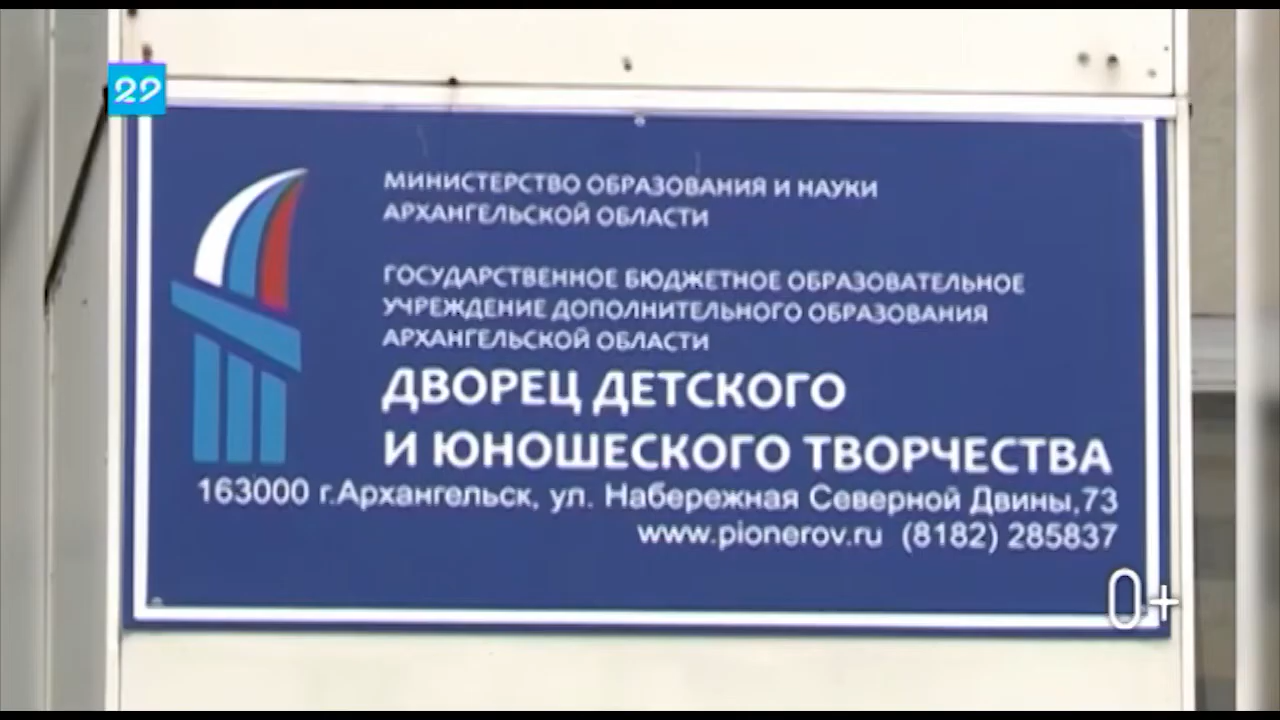 29
МИНИСТЕРСТВО ОБРАЗОВАНИЯ И НАУКИ
АРХАНГЕЛЬСКОЙ ОБЛАСТИ
ГОСУДАРСТВЕННОЕ БЮДЖЕТНОЕ ОБРАЗОВАТЕЛЬНОЕ
УЧРЕЖДЕНИЕ ДОПОЛНИТЕЛЬНОГО ОБРАЗОВАНИЯ
АРХАНГЕЛЬСКОЙ ОБЛАСТИ
ДВОРЕЦ ДЕТСКОГО
И ЮНОШЕСКОГО ТВОРЧЕСТВА
163000 г.Архангельск, ул. Набережная Северной Двины,73
www.pionerov.ru (8182) 285837
0+